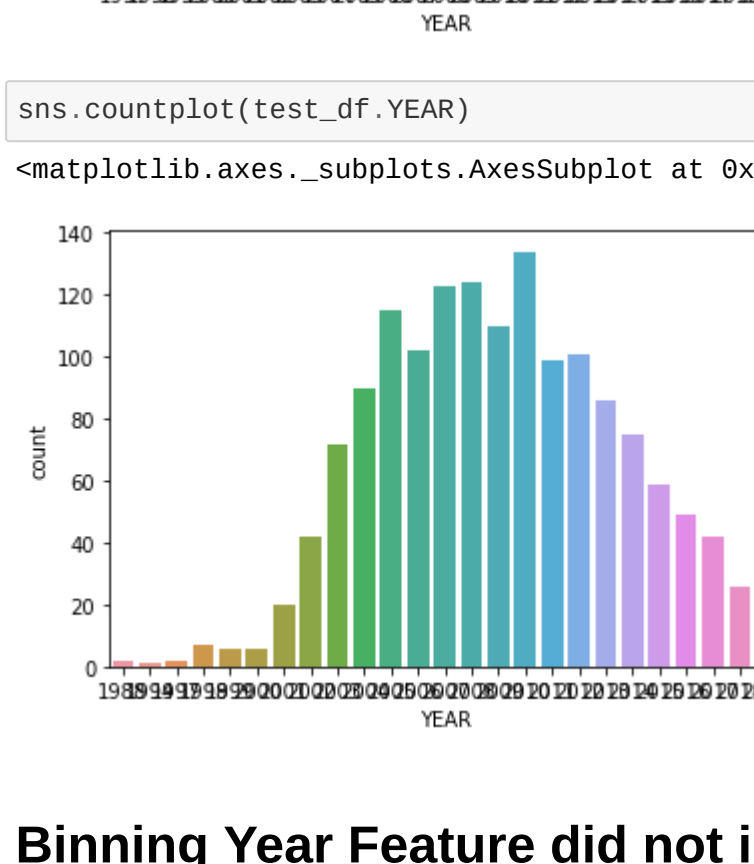 YEAR
sns.countplot(test_df.YEAR)
<matplotlib.axes._subplots.AxesSubplot at 0x
140
120
100
80
60
40
20
0
count
YEAR
Binning Year Feature did not i